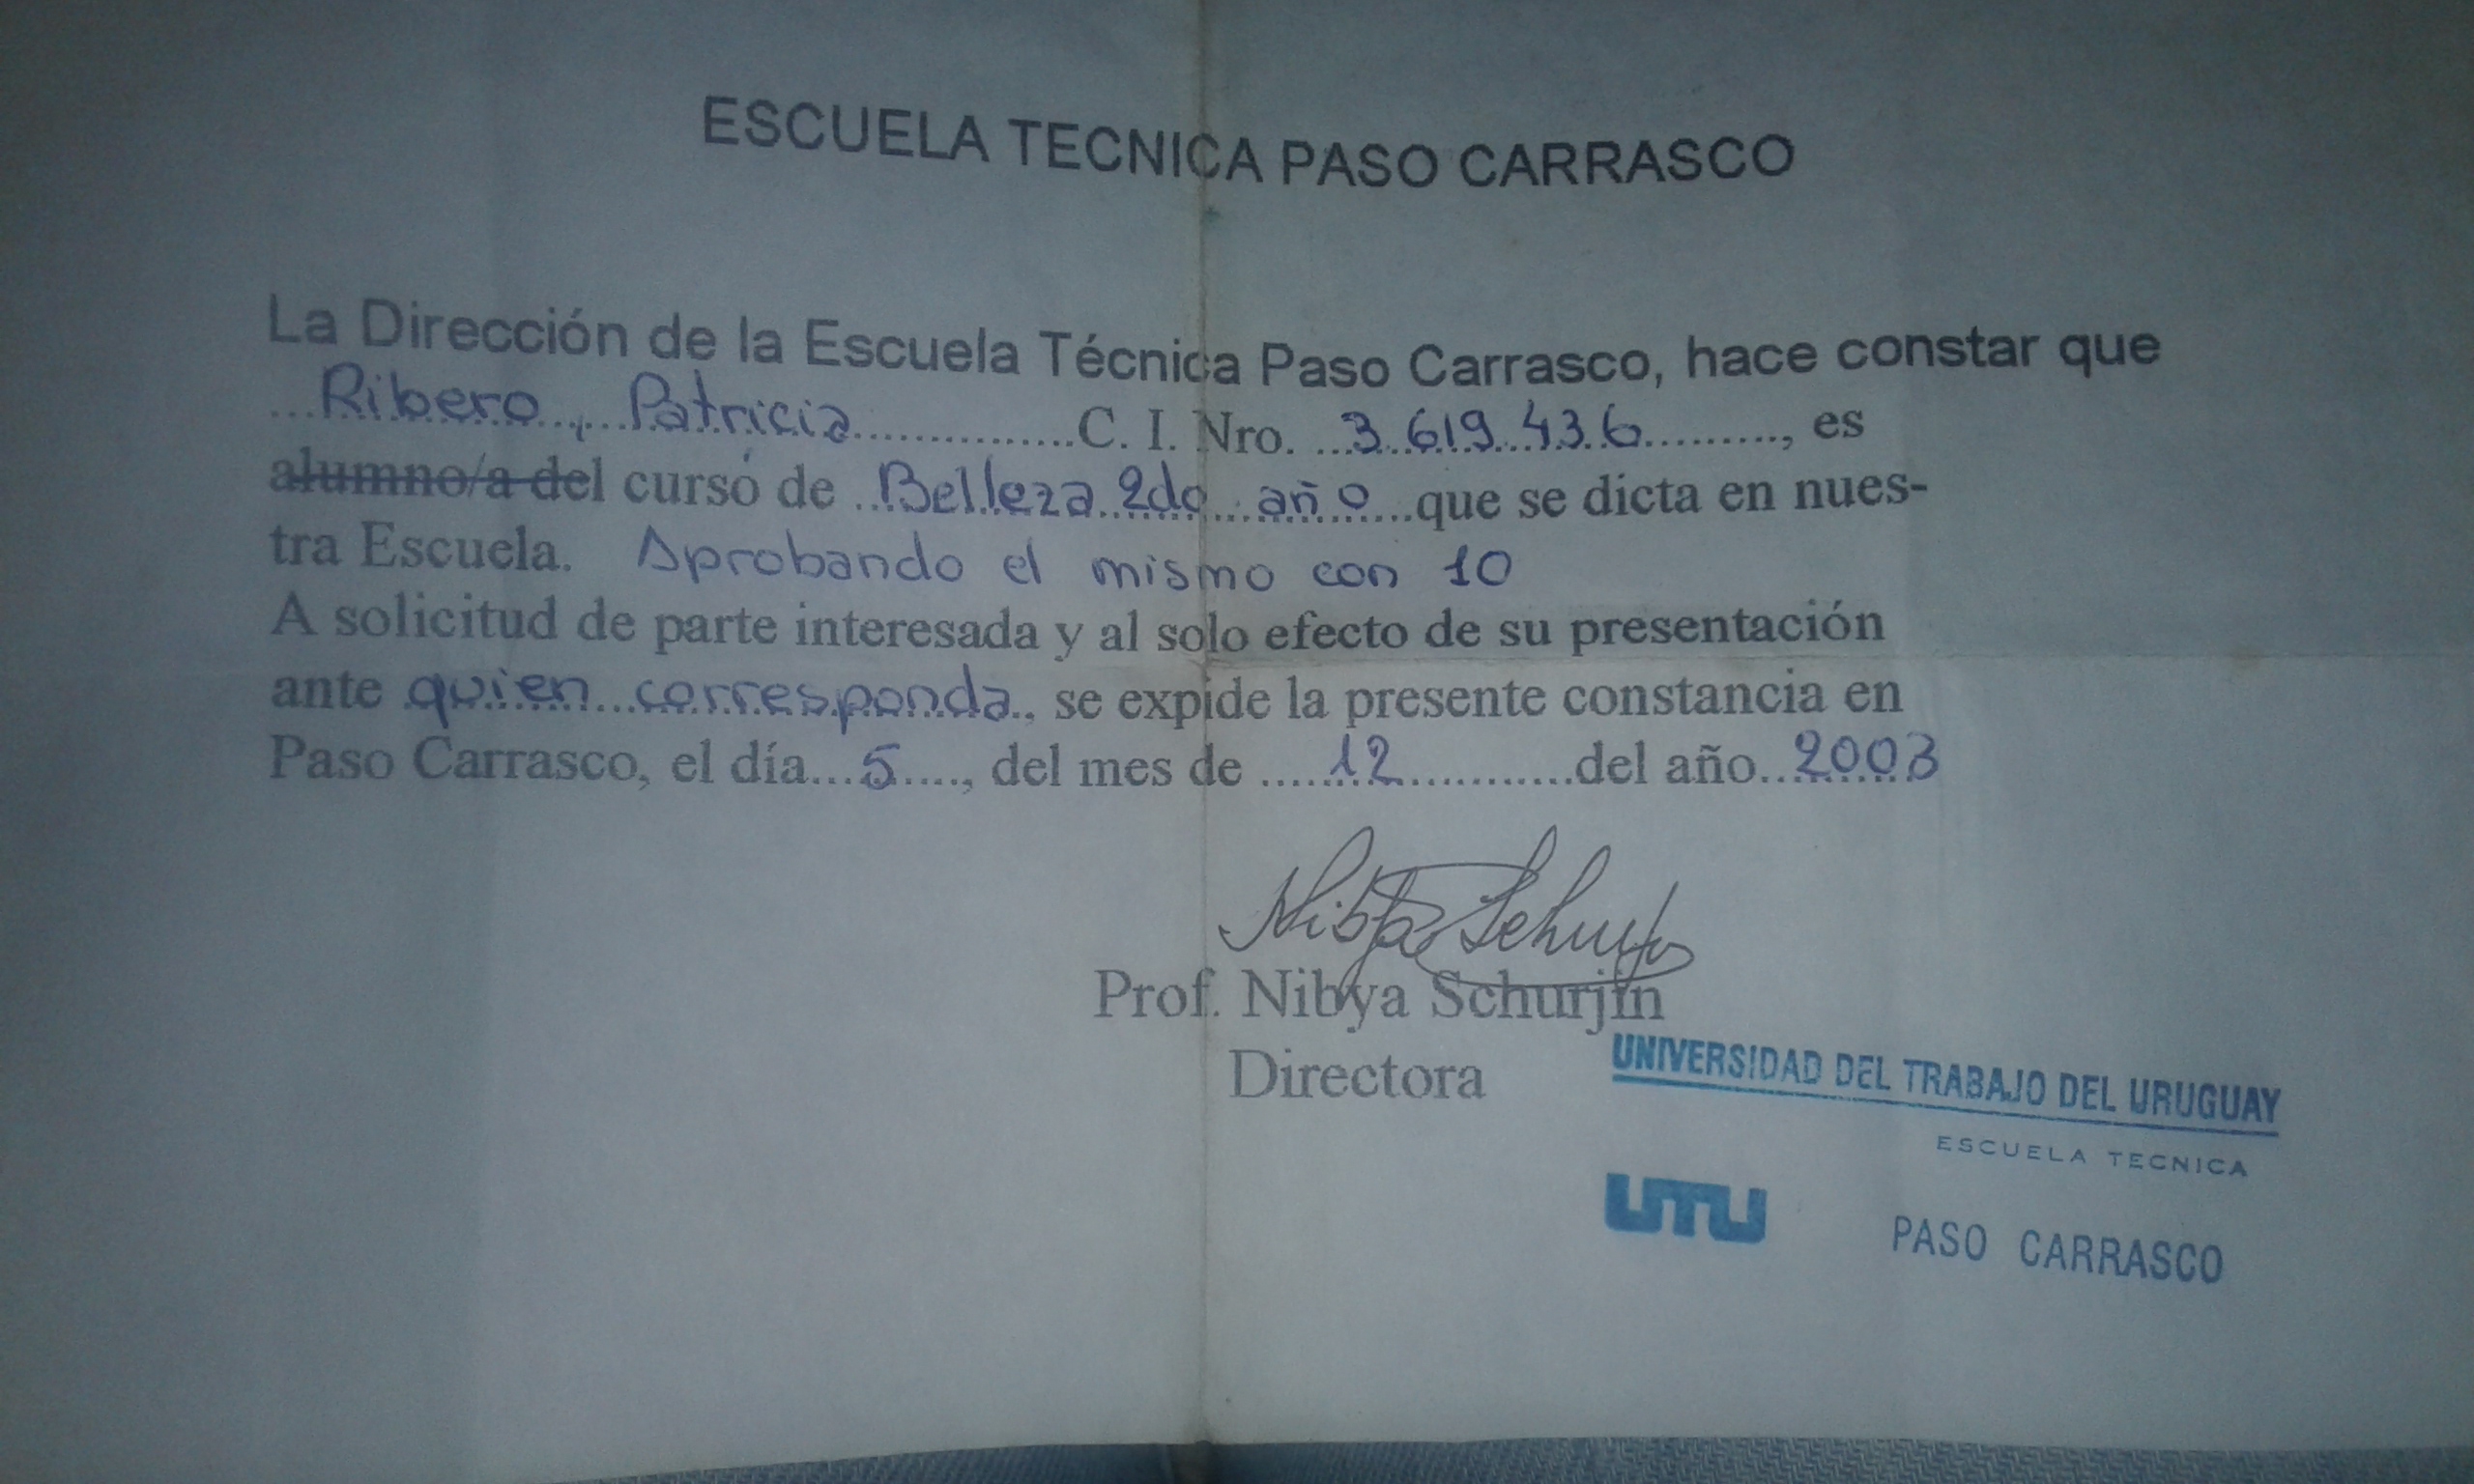 ESCUELA TECNICA PASO CARRASCO
La Dirección de la Escuela Técnica Paso Carrasco, hace constar que
....Ribero..,...Patricia...............C. I. Nro. ...3.619.436........., es
alumno/a del curso de ..Belleza..2do...año......que se dicta en nues-
tra Escuela. Aprobando el mismo con 10
A solicitud de parte interesada y al solo efecto de su presentación
ante quien...corresponda., se expide la presente constancia en
Paso Carrasco, el día...5...., del mes de ......12...........del año...2003
Prof. Nibya Schurjin
Directora
UNIVERSIDAD DEL TRABAJO DEL URUGUAY
ESCUELA TECNICA
utu PASO CARRASCO